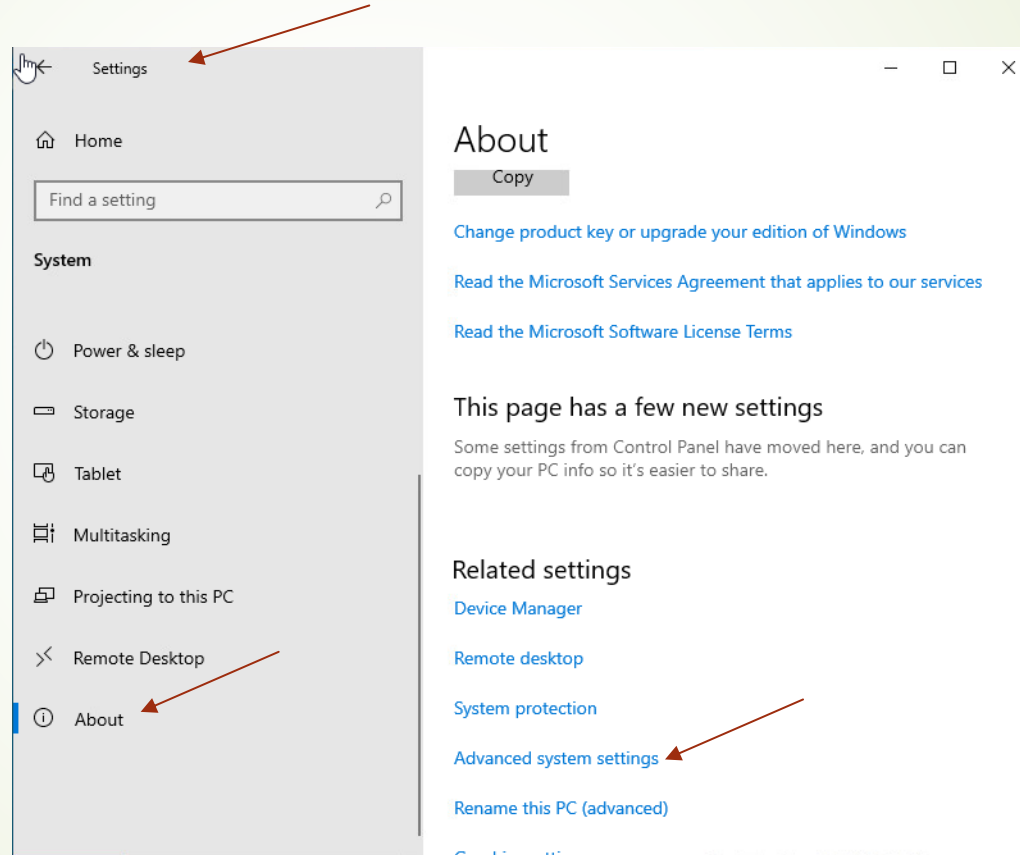 Settings
Home
Find a setting
System
Power & sleep
Storage
Tablet
Multitasking
Projecting to this PC
Remote Desktop
About
About
Copy
Change product key or upgrade your edition of Windows
Read the Microsoft Services Agreement that applies to our services
Read the Microsoft Software License Terms
This page has a few new settings
Some settings from Control Panel have moved here, and you can
copy your PC info so it's easier to share.
Related settings
Device Manager
Remote desktop
System protection
Advanced system settings
Rename this PC (advanced)